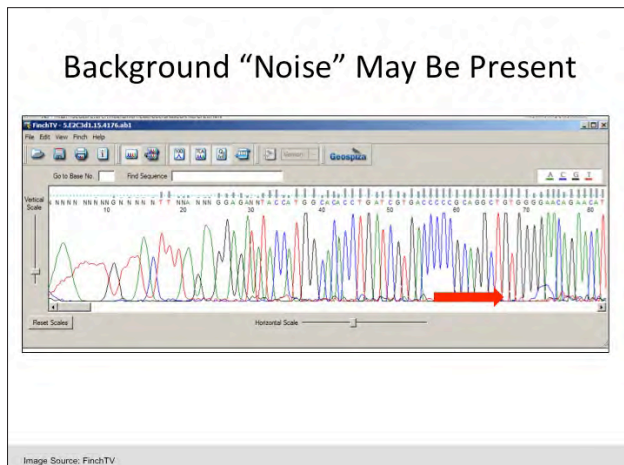 Background “Noise” May Be Present
FinchTV - 5.E2C3d1.15.4176.ab1
File Edit View Finch Help
Geospiza
Go to Base No. Find Sequence
A C G T
Vertical
Scale
10 20 30 40 50 60 70 80
Reset Scales Horizontal Scale
Image Source: FinchTV